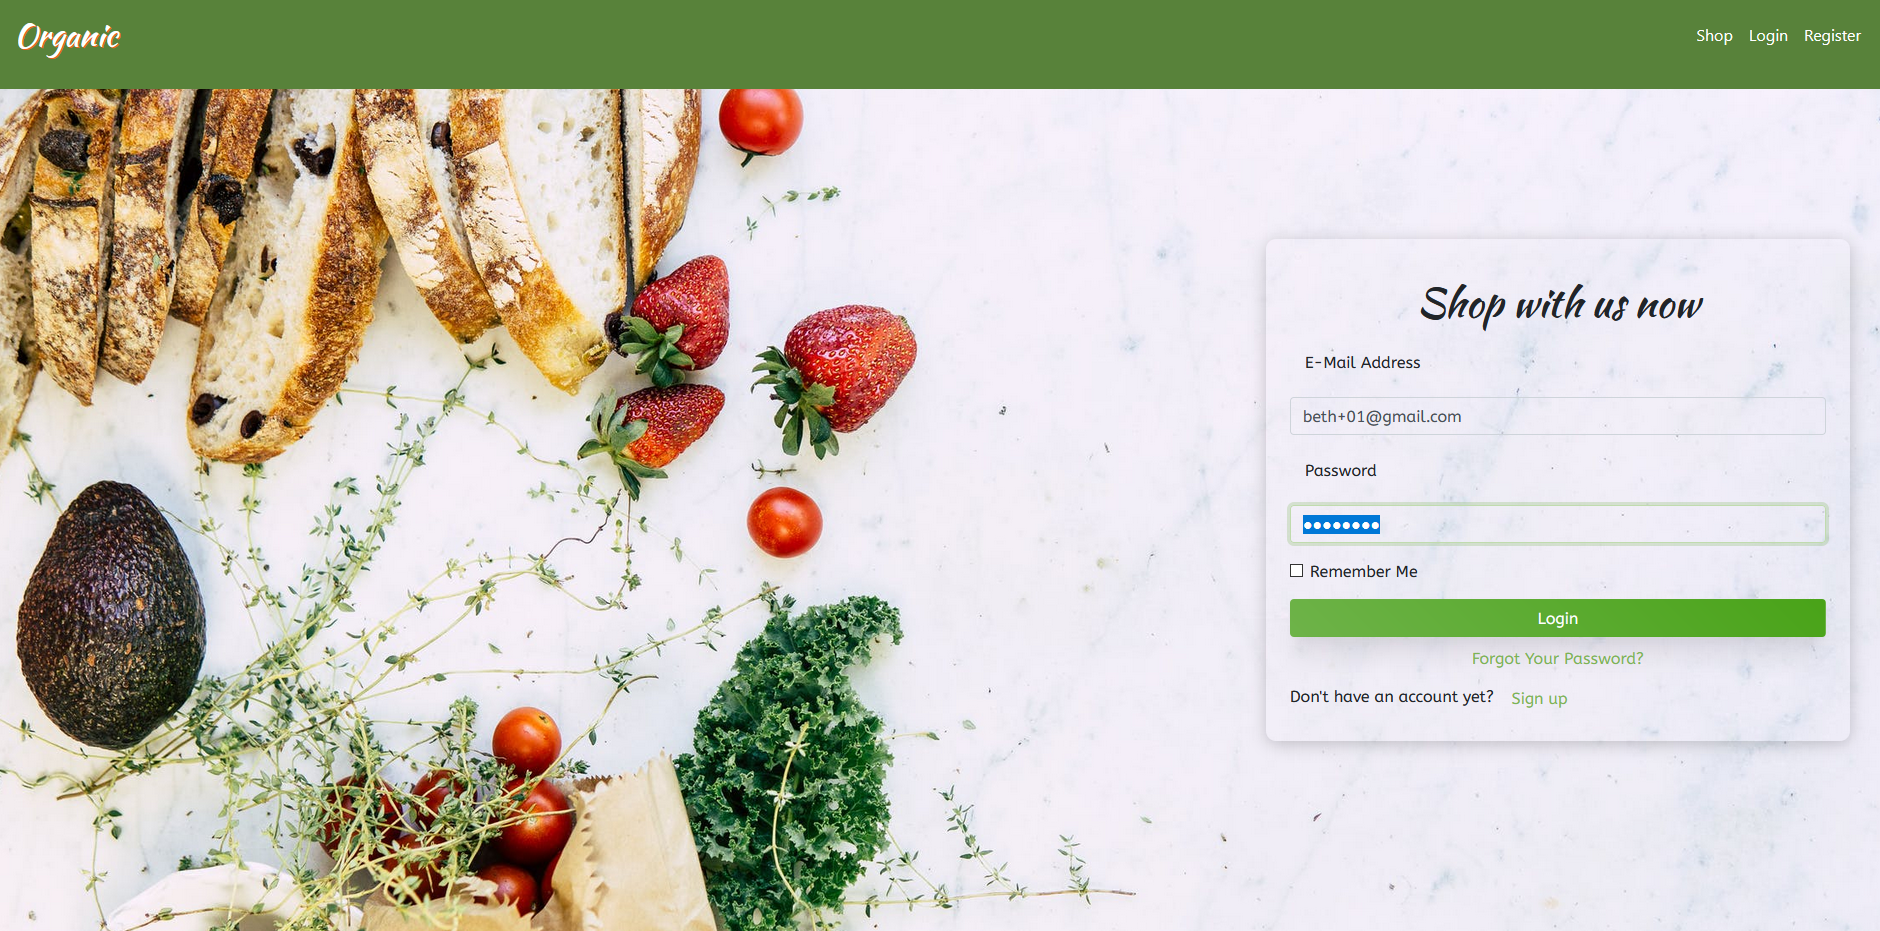 Organic
Shop Login Register
Shop with us now
E-Mail Address
beth+01@gmail.com
Password
••••••••
Remember Me
Login
Forgot Your Password?
Don't have an account yet? Sign up